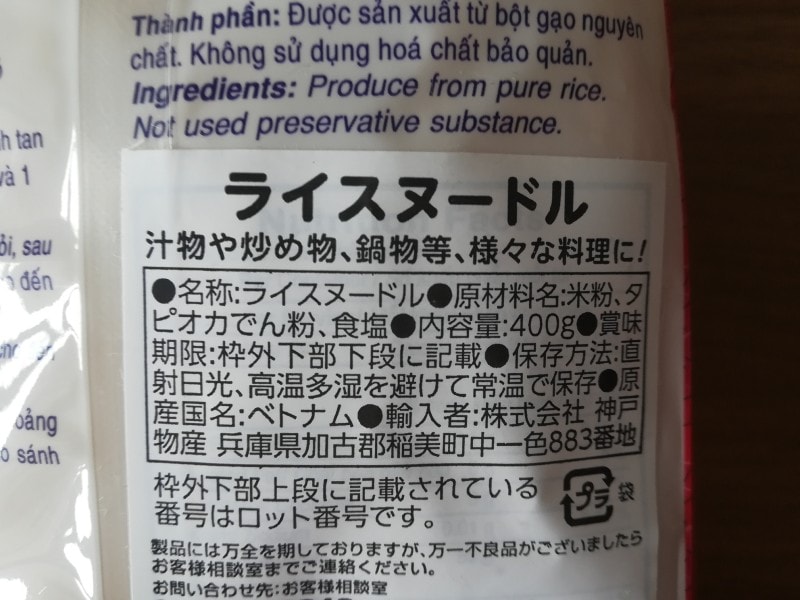 Thành phần: Được sản xuất từ bột gạo nguyên
chất. Không sử dụng hoá chất bảo quản.
Ingredients: Produce from pure rice.
Not used preservative substance.
tan
và 1
sau
đến
oảng
so sánh
ライスヌードル
汁物や炒め物、鍋物等、様々な料理に!
●名称:ライスヌードル●原材料名:米粉、タ
ピオカでん粉、食塩●内容量:400g●賞味
期限:枠外下部下段に記載●保存方法:直
射日光、高温多湿を避けて常温で保存●原
産国名:ベトナム●輸入者:株式会社 神戸
物産 兵庫県加古郡稲美町中一色883番地
枠外下部上段に記載されている
番号はロット番号です。
プラ 袋
製品には万全を期しておりますが、万一不良品がございましたら
お客様相談室までご連絡ください。
お問い合わせ先:お客様相談室